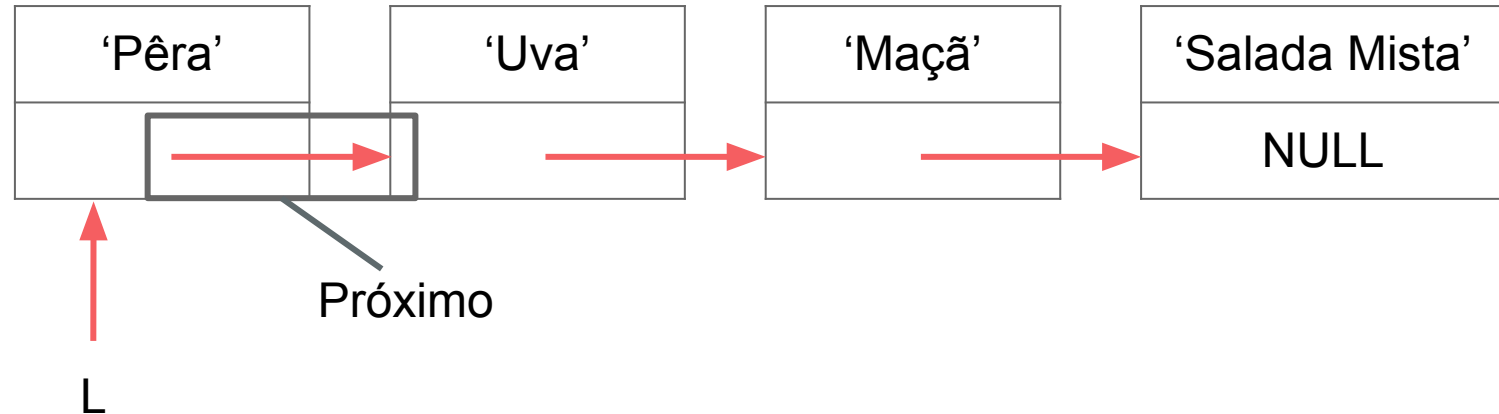 ‘Pêra’
‘Uva’
‘Maçã’
‘Salada Mista’
NULL
Próximo
L